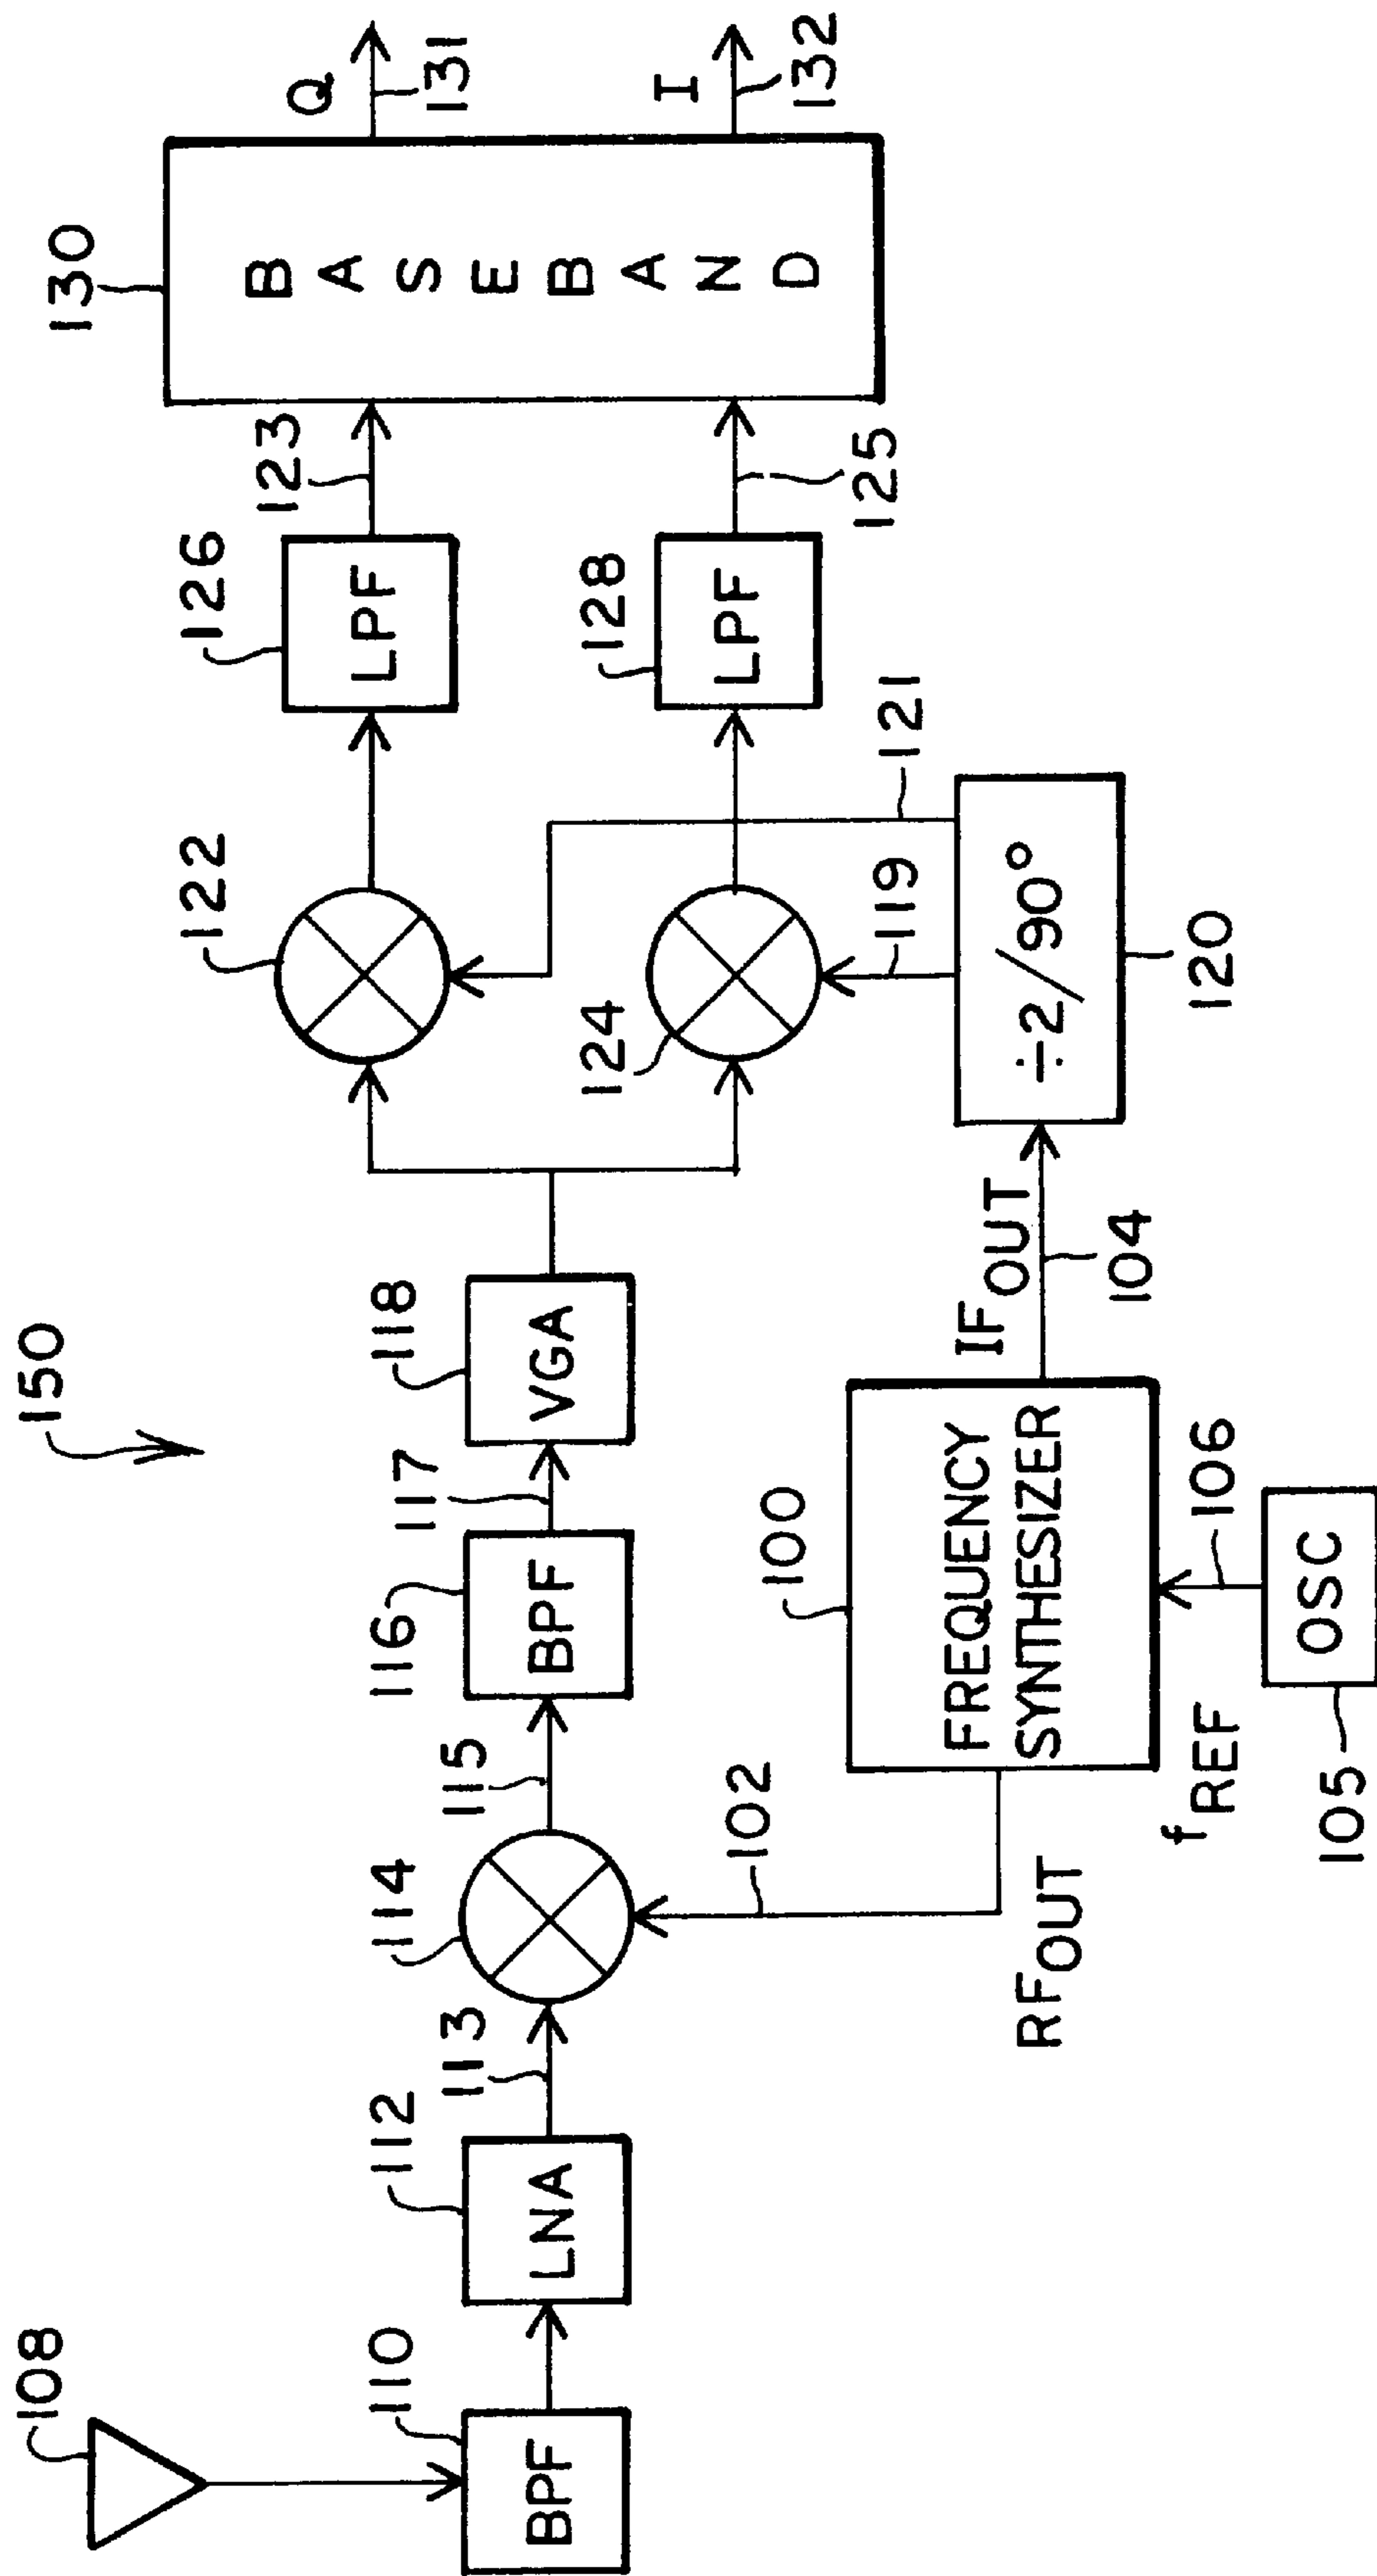 150
108
110
BPF
112
LNA
113
114
115
116
BPF
117
118
VGA
122
124
126
LPF
123
128
LPF
125
130
BASEBAND
Q
131
I
132
102
RFOUT
100
FREQUENCY
SYNTHESIZER
IFOUT
104
÷2/90°
120
119
121
fREF
106
OSC
105